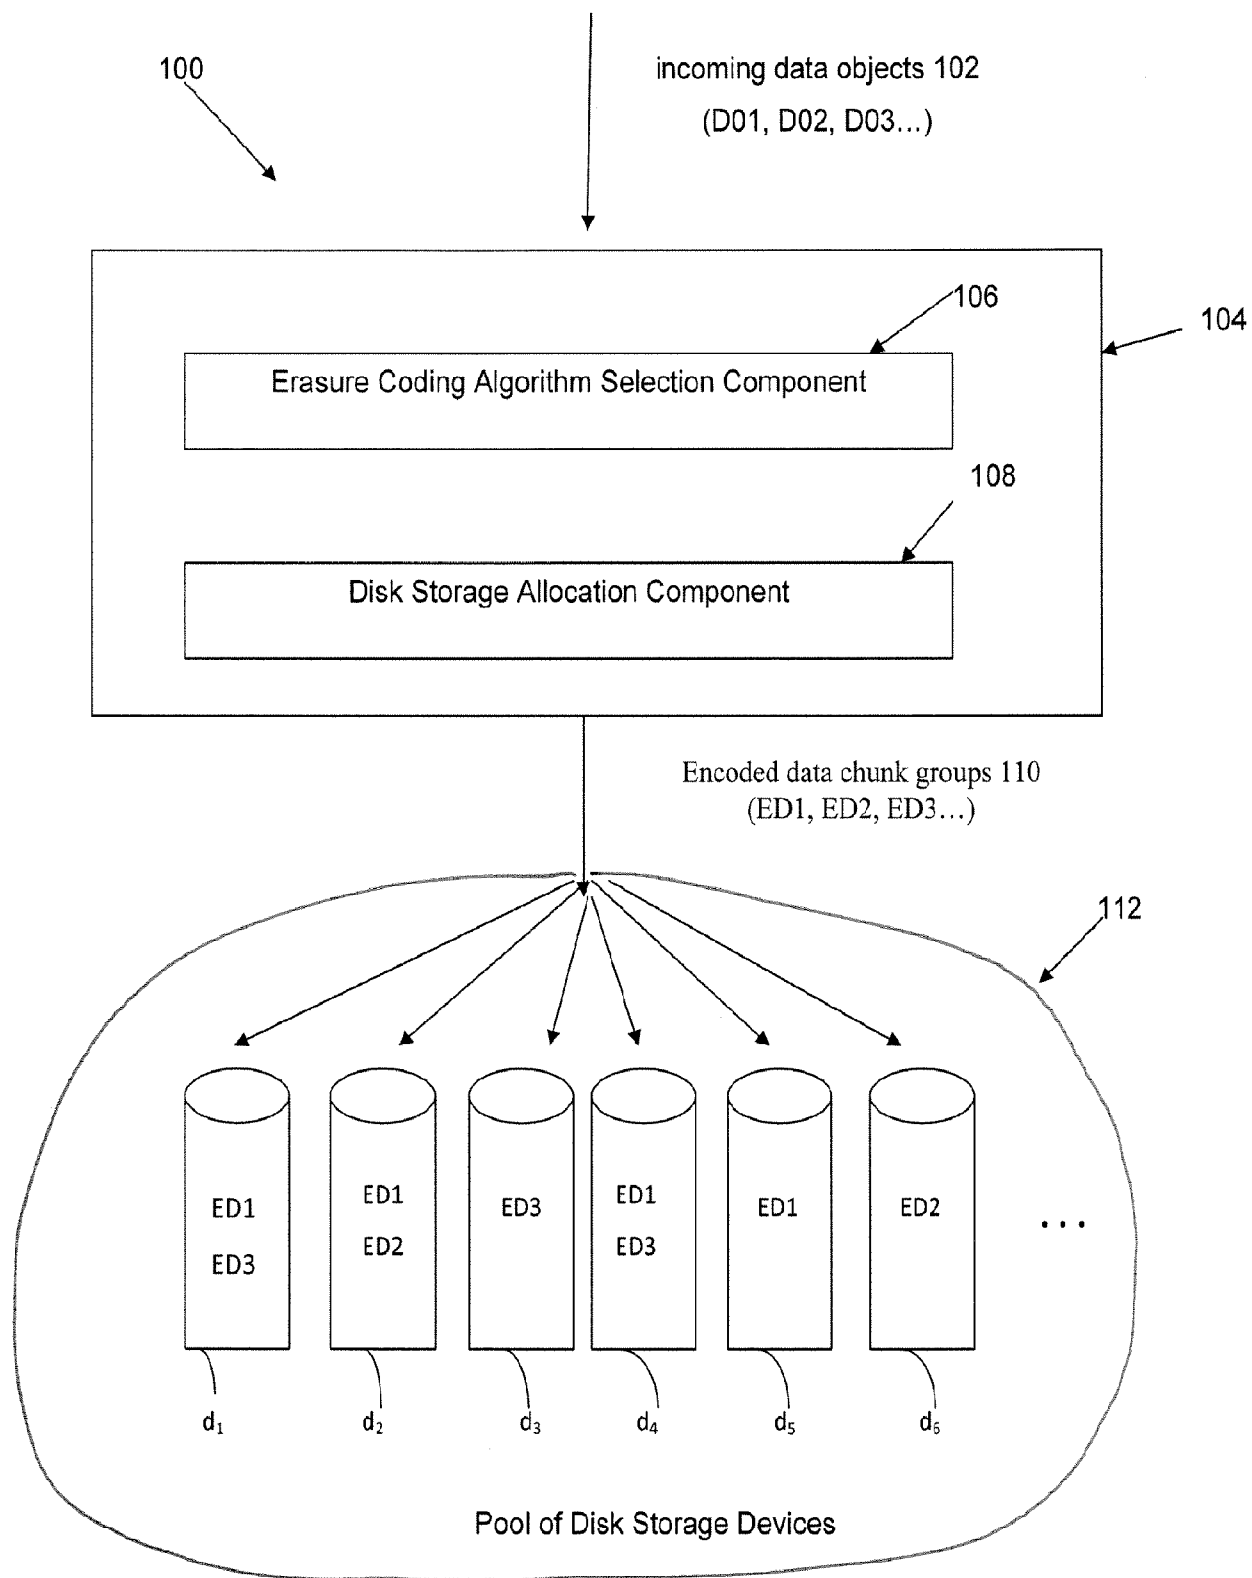 100
incoming data objects 102
(D01, D02, D03...)
106
104
Erasure Coding Algorithm Selection Component
108
Disk Storage Allocation Component
Encoded data chunk groups 110
(ED1, ED2, ED3...)
112
ED1
ED3
ED1
ED2
ED3
ED1
ED3
ED1
ED2
...
d₁
d₂
d₃
d₄
d₅
d₆
Pool of Disk Storage Devices